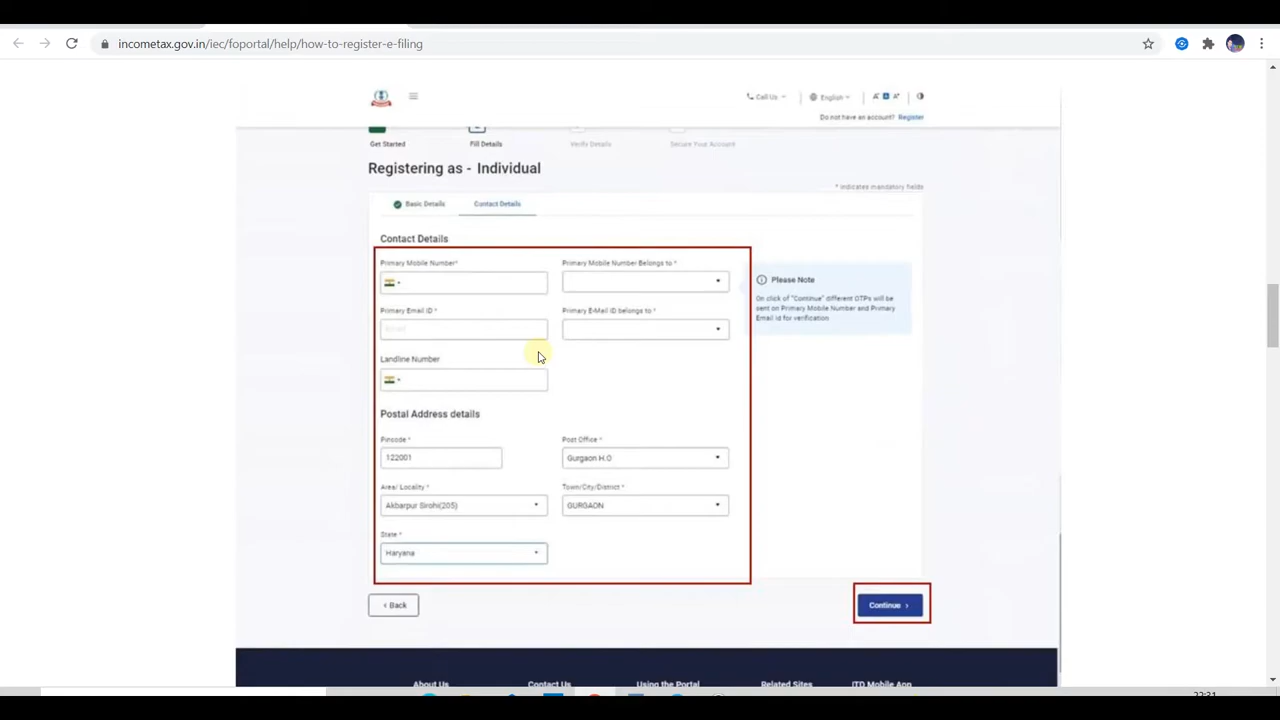 incometax.gov.in/iec/foportal/help/how-to-register-e-filing
Call Us
English
A- A A+
Do not have an account? Register
Get Started
Fill Details
Verify Details
Secure Your Account
Registering as - Individual
* indicates mandatory fields
Basic Details
Contact Details
Contact Details
Primary Mobile Number*
Primary Mobile Number Belongs to *
Please Note
On click of "Continue" different OTPs will
be sent on Primary Mobile Number and Primary
Email id for verification
Primary Email ID *
Primary E-Mail ID belongs to *
Email
Landline Number
Postal Address details
Pincode *
Post Office *
122001
Gurgaon H.O
Area/ Locality *
Town/City/District *
Akbarpur Sirohi(205)
GURGAON
State *
Haryana
< Back
Continue >
About Us
Contact Us
Using the Portal
Related Sites
ITD Mobile App
22:31